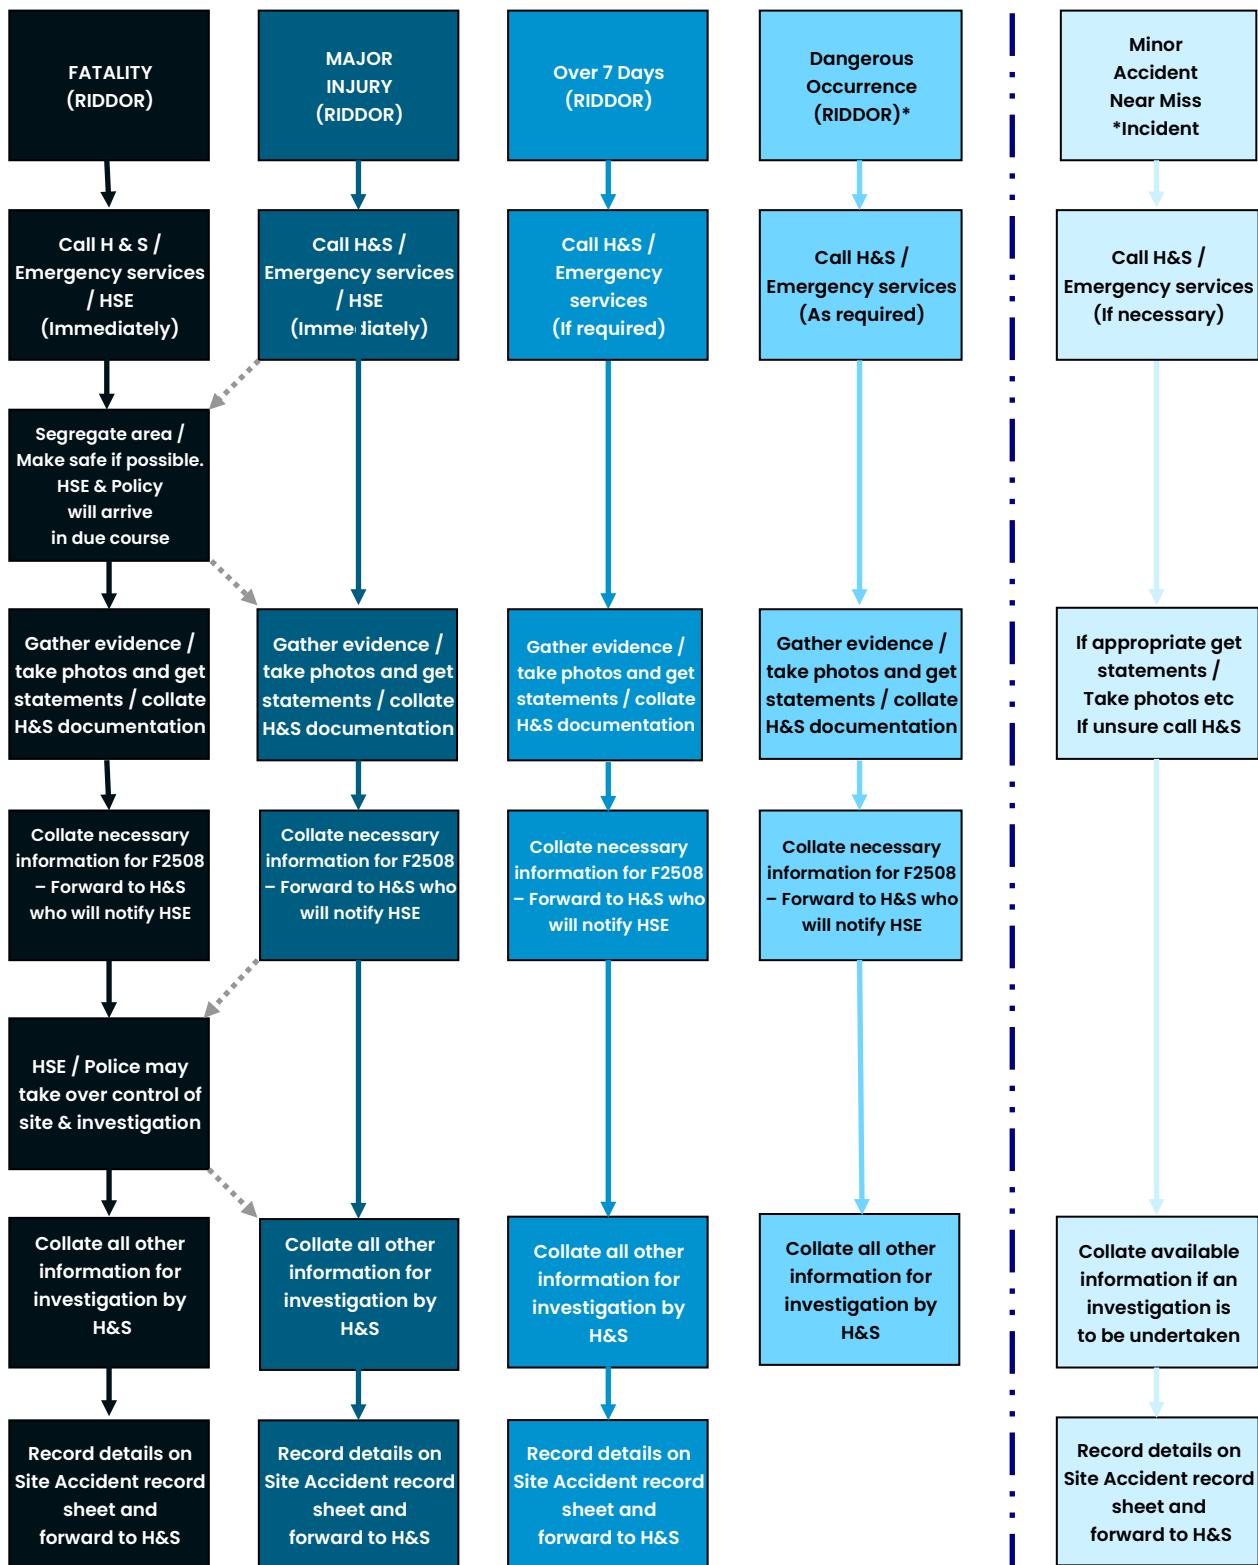 FATALITY
(RIDDOR)
MAJOR
INJURY
(RIDDOR)
Over 7 Days
(RIDDOR)
Dangerous
Occurrence
(RIDDOR)*
Minor
Accident
Near Miss
*Incident
Call H & S /
Emergency services
/ HSE
(Immediately)
Call H&S /
Emergency services
/ HSE
(Immediately)
Call H&S /
Emergency
services
(If required)
Call H&S /
Emergency services
(As required)
Call H&S /
Emergency services
(If necessary)
Segregate area /
Make safe if possible.
HSE & Policy
will arrive
in due course
Gather evidence /
take photos and get
statements / collate
H&S documentation
Gather evidence /
take photos and get
statements / collate
H&S documentation
Gather evidence /
take photos and get
statements / collate
H&S documentation
Gather evidence /
take photos and get
statements / collate
H&S documentation
If appropriate get
statements /
Take photos etc
If unsure call H&S
Collate necessary
information for F2508
– Forward to H&S
who will notify HSE
Collate necessary
information for F2508
– Forward to H&S who
will notify HSE
Collate necessary
information for F2508
– Forward to H&S who
will notify HSE
Collate necessary
information for F2508
– Forward to H&S who
will notify HSE
HSE / Police may
take over control of
site & investigation
Collate all other
information for
investigation by
H&S
Collate all other
information for
investigation by
H&S
Collate all other
information for
investigation by
H&S
Collate all other
information for
investigation by
H&S
Collate available
information if an
investigation is
to be undertaken
Record details on
Site Accident record
sheet and
forward to H&S
Record details on
Site Accident record
sheet and
forward to H&S
Record details on
Site Accident record
sheet and
forward to H&S
Record details on
Site Accident record
sheet and
forward to H&S